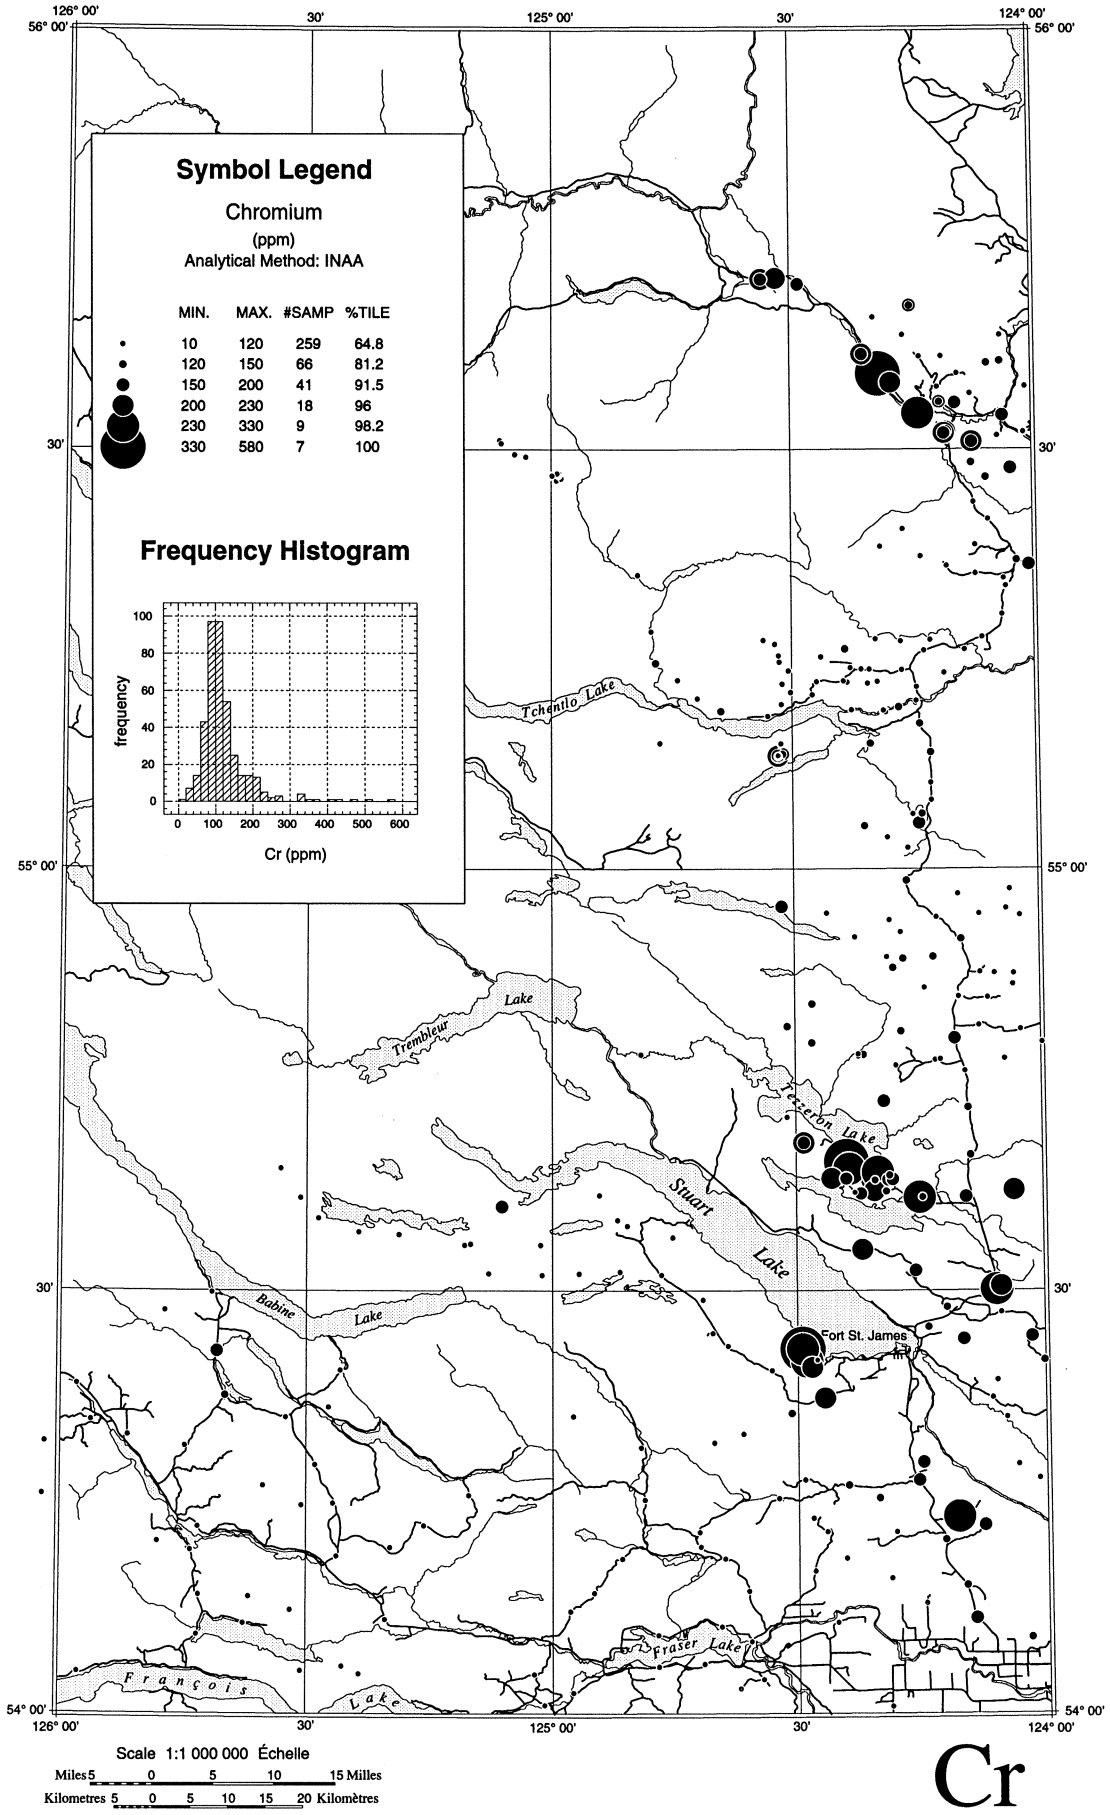 126° 00' 30' 125° 00' 30' 124° 00'
56° 00' 56° 00'
Symbol Legend
Chromium
(ppm)
Analytical Method: INAA
MIN. MAX. #SAMP %TILE
10 120 259 64.8
120 150 66 81.2
150 200 41 91.5
200 230 18 96
230 330 9 98.2
330 580 7 100
30' 30'
Frequency Histogram
100
80
60
40
20
0
frequency
0 100 200 300 400 500 600
Cr (ppm)
Tchentlo Lake
55° 00' 55° 00'
Trembleur Lake
Tezzeron Lake
Stuart Lake
30' 30'
Babine Lake
Fort St. James
Fraser Lake
François Lake
54° 00' 54° 00'
126° 00' 30' 125° 00' 30' 124° 00'
Scale 1:1 000 000 Échelle
Miles 5 0 5 10 15 Milles
Kilometres 5 0 5 10 15 20 Kilomètres
Cr